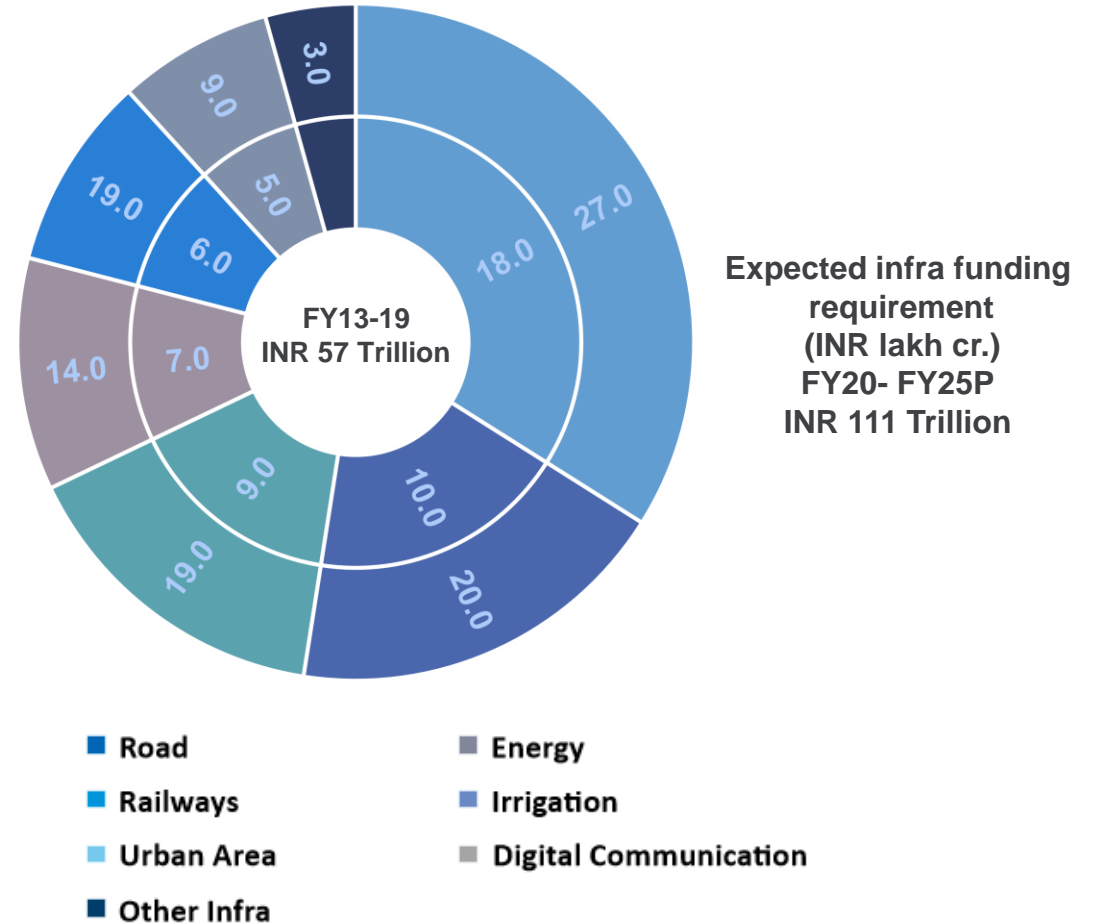 3.0
9.0
27.0
19.0
5.0
18.0
6.0
FY13-19
INR 57 Trillion
14.0
7.0
9.0
10.0
19.0
20.0
Expected infra funding
requirement
(INR lakh cr.)
FY20- FY25P
INR 111 Trillion
Road
Energy
Railways
Irrigation
Urban Area
Digital Communication
Other Infra